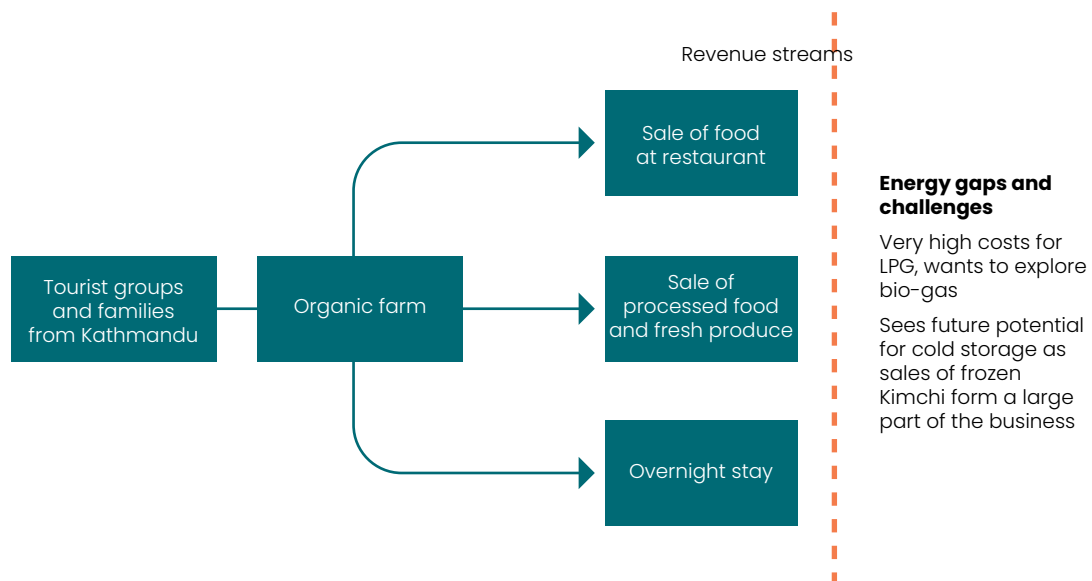 Revenue streams
Tourist groups
and families
from Kathmandu
Organic farm
Sale of food
at restaurant
Sale of
processed food
and fresh produce
Overnight stay
Energy gaps and
challenges
Very high costs for
LPG, wants to explore
bio-gas
Sees future potential
for cold storage as
sales of frozen
Kimchi form a large
part of the business